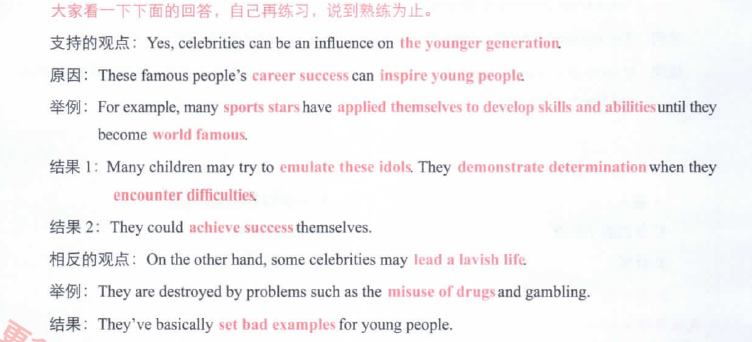 大家看一下下面的回答，自己再练习，说到熟练为止。
支持的观点：Yes, celebrities can be an influence on the younger generation.
原因：These famous people's career success can inspire young people.
举例：For example, many sports stars have applied themselves to develop skills and abilities until they
become world famous.
结果 1：Many children may try to emulate these idols. They demonstrate determination when they
encounter difficulties.
结果 2：They could achieve success themselves.
相反的观点：On the other hand, some celebrities may lead a lavish life.
举例：They are destroyed by problems such as the misuse of drugs and gambling.
结果：They've basically set bad examples for young people.